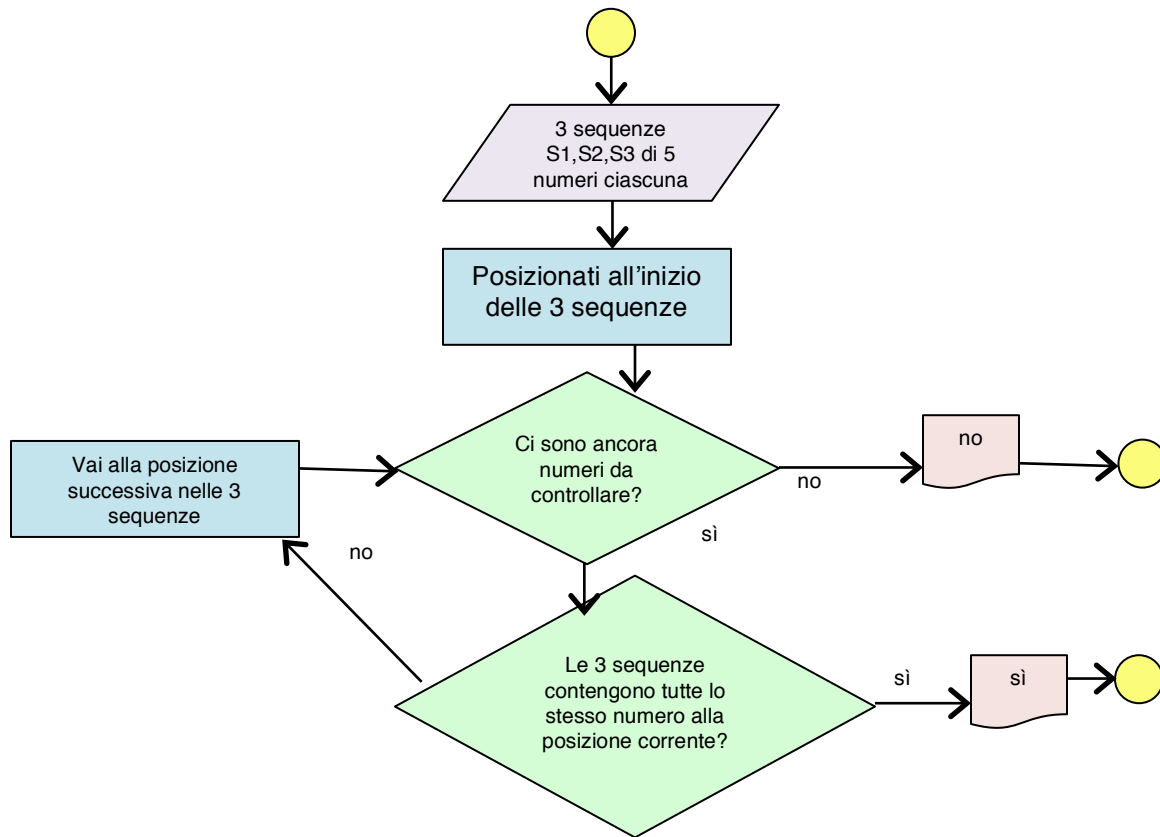 3 sequenze
S1,S2,S3 di 5
numeri ciascuna
Posizionati all'inizio
delle 3 sequenze
Ci sono ancora
numeri da
controllare?
no
no
Vai alla posizione
successiva nelle 3
sequenze
no
sì
Le 3 sequenze
contengono tutte lo
stesso numero alla
posizione corrente?
sì
sì